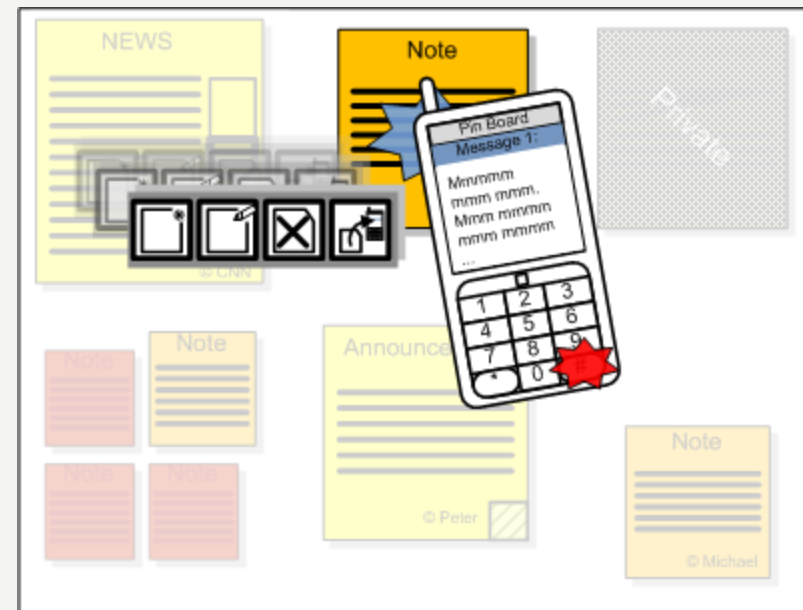 NEWS
© CNN
Note
Private
Pin Board
Message 1:
Mmmmm
mmm mmm.
Mmm mmmm
mmm mmmm
...
1 2 3
4 5 6
7 8 9
* 0 #
Note
Note
Note
Note
Announce
© Peter
Note
© Michael